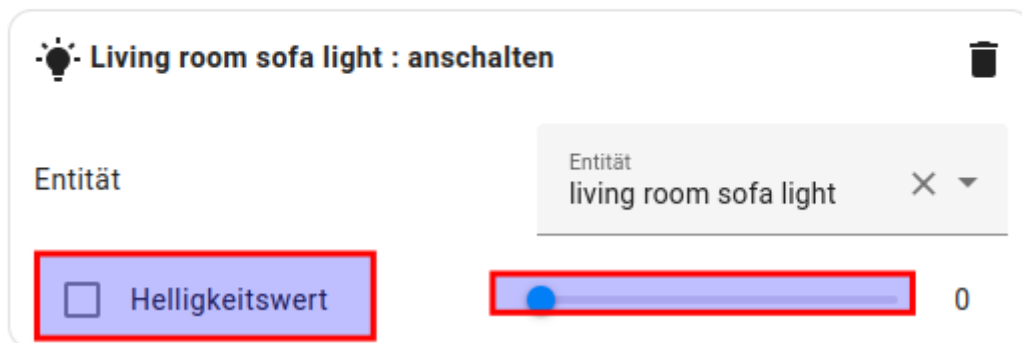 Living room sofa light : anschalten
Entität
Entität
living room sofa light
Helligkeitswert
0